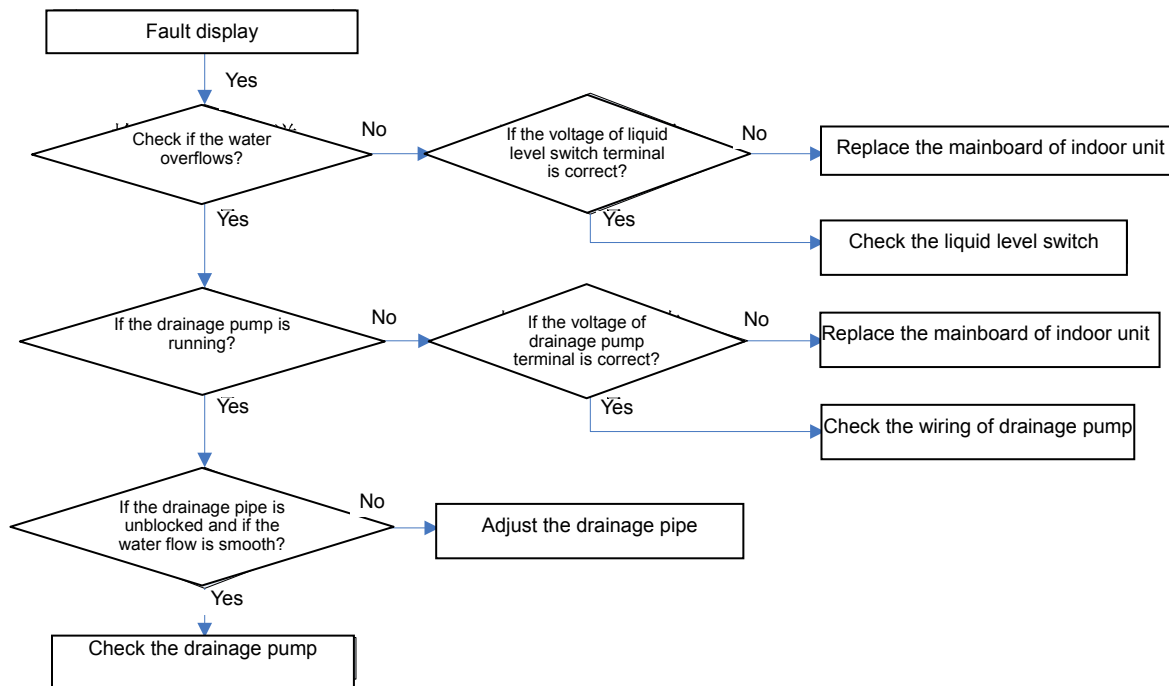 Fault display
Yes
Check if the water
overflows?
No
If the voltage of liquid
level switch terminal
is correct?
No
Replace the mainboard of indoor unit
Yes
Yes
Check the liquid level switch
If the drainage pump is
running?
No
If the voltage of
drainage pump
terminal is correct?
No
Replace the mainboard of indoor unit
Yes
Yes
Check the wiring of drainage pump
If the drainage pipe is
unblocked and if the
water flow is smooth?
No
Adjust the drainage pipe
Yes
Check the drainage pump